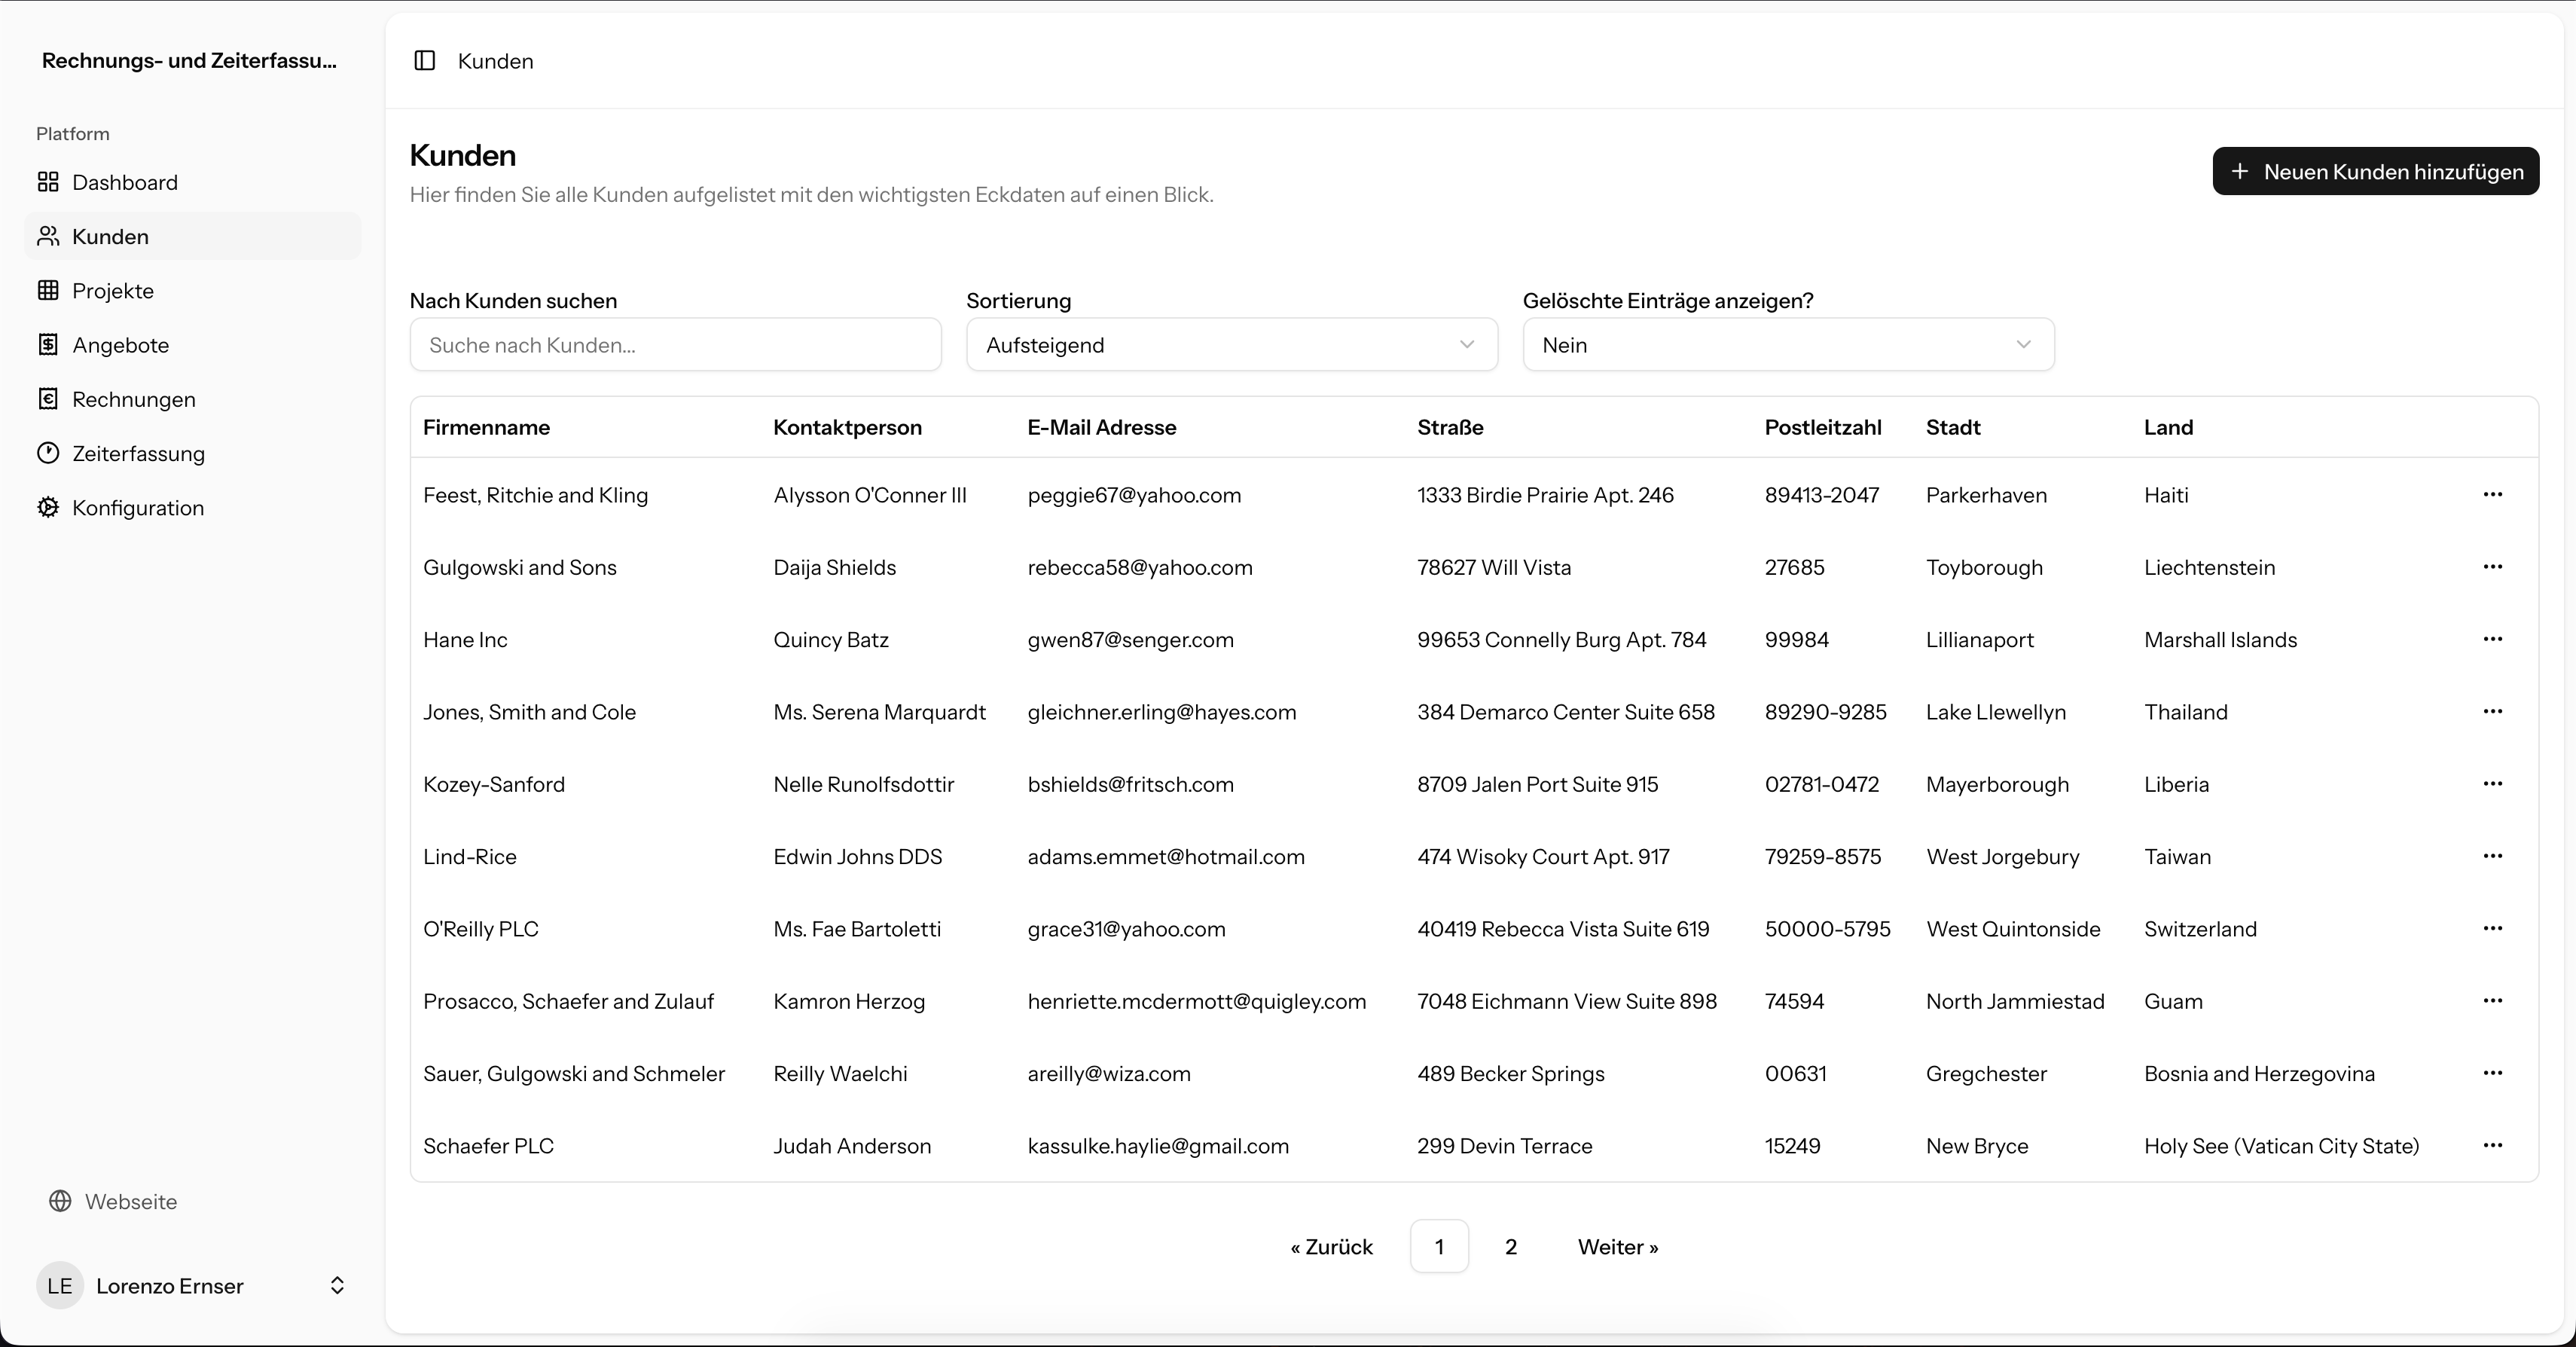 Rechnungs- und Zeiterfassu...
Platform
Dashboard
Kunden
Projekte
Angebote
Rechnungen
Zeiterfassung
Konfiguration
Webseite
LE Lorenzo Ernser
Kunden
Kunden
Hier finden Sie alle Kunden aufgelistet mit den wichtigsten Eckdaten auf einen Blick.
+ Neuen Kunden hinzufügen
Nach Kunden suchen Sortierung Gelöschte Einträge anzeigen?
Suche nach Kunden... Aufsteigend Nein
Firmenname Kontaktperson E-Mail Adresse Straße Postleitzahl Stadt Land
Feest, Ritchie and Kling Alysson O'Conner III peggie67@yahoo.com 1333 Birdie Prairie Apt. 246 89413-2047 Parkerhaven Haiti ...
Gulgowski and Sons Daija Shields rebecca58@yahoo.com 78627 Will Vista 27685 Toyborough Liechtenstein ...
Hane Inc Quincy Batz gwen87@senger.com 99653 Connelly Burg Apt. 784 99984 Lillianaport Marshall Islands ...
Jones, Smith and Cole Ms. Serena Marquardt gleichner.erling@hayes.com 384 Demarco Center Suite 658 89290-9285 Lake Llewellyn Thailand ...
Kozey-Sanford Nelle Runolfsdottir bshields@fritsch.com 8709 Jalen Port Suite 915 02781-0472 Mayerborough Liberia ...
Lind-Rice Edwin Johns DDS adams.emmet@hotmail.com 474 Wisoky Court Apt. 917 79259-8575 West Jorgebury Taiwan ...
O'Reilly PLC Ms. Fae Bartoletti grace31@yahoo.com 40419 Rebecca Vista Suite 619 50000-5795 West Quintonside Switzerland ...
Prosacco, Schaefer and Zulauf Kamron Herzog henriette.mcdermott@quigley.com 7048 Eichmann View Suite 898 74594 North Jammiestad Guam ...
Sauer, Gulgowski and Schmeler Reilly Waelchi areilly@wiza.com 489 Becker Springs 00631 Gregchester Bosnia and Herzegovina ...
Schaefer PLC Judah Anderson kassulke.haylie@gmail.com 299 Devin Terrace 15249 New Bryce Holy See (Vatican City State) ...
« Zurück 1 2 Weiter »